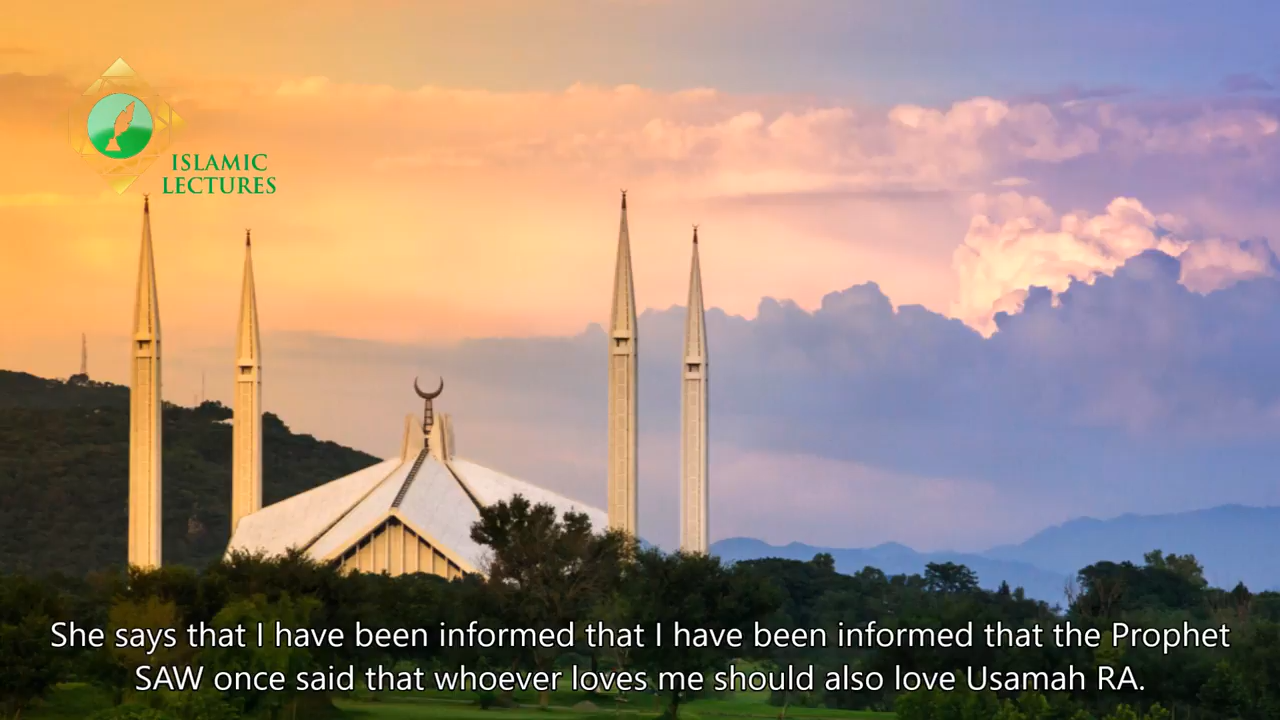 ISLAMIC
LECTURES
She says that I have been informed that I have been informed that the Prophet
SAW once said that whoever loves me should also love Usamah RA.